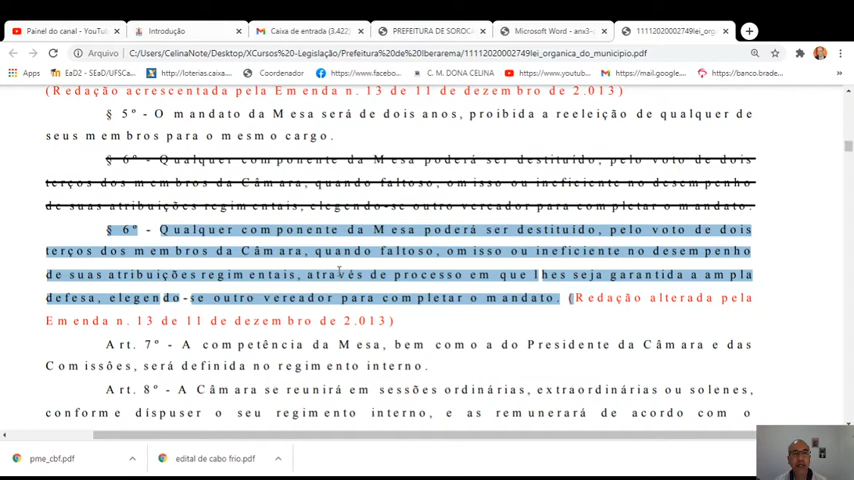 Painel do canal - YouTu
Introdução
Caixa de entrada (3.422
PREFEITURA DE SOROCA
Microsoft Word - anx3-
11112020002749lei_orga
Arquivo
C:/Users/CelinaNote/Desktop/XCursos%20-Legislação/Prefeitura%20de%20Iberarema/11112020002749lei_organica_do_municipio.pdf
Apps
EaD2 - SEaD/UFSCa
http://loterias.caixa...
Coordenador
https://www.facebo...
C. M. DONA CELINA
https://www.youtub...
https://mail.google...
https://banco.brade...
(Redação acrescentada pela Emenda n. 13 de 11 de dezembro de 2.013)
§ 5º - O mandato da Mesa será de dois anos, proibida a reeleição de qualquer de
seus membros para o mesmo cargo.
§ 6º - Qualquer componente da Mesa poderá ser destituído, pelo voto de dois
terços dos membros da Câmara, quando faltoso, omisso ou ineficiente no desempenho
de suas atribuições regimentais, elegendo-se outro vereador para completar o mandato.
§ 6º - Qualquer componente da Mesa poderá ser destituído, pelo voto de dois
terços dos membros da Câmara, quando faltoso, omisso ou ineficiente no desempenho
de suas atribuições regimentais, através de processo em que lhes seja garantida a ampla
defesa, elegendo-se outro vereador para completar o mandato. (Redação alterada pela
Emenda n. 13 de 11 de dezembro de 2.013)
Art. 7º - A competência da Mesa, bem como a do Presidente da Câmara e das
Comissões, será definida no regimento interno.
Art. 8º - A Câmara se reunirá em sessões ordinárias, extraordinárias ou solenes,
conforme dispuser o seu regimento interno, e as remunerará de acordo com o
pme_cbf.pdf
edital de cabo frio.pdf